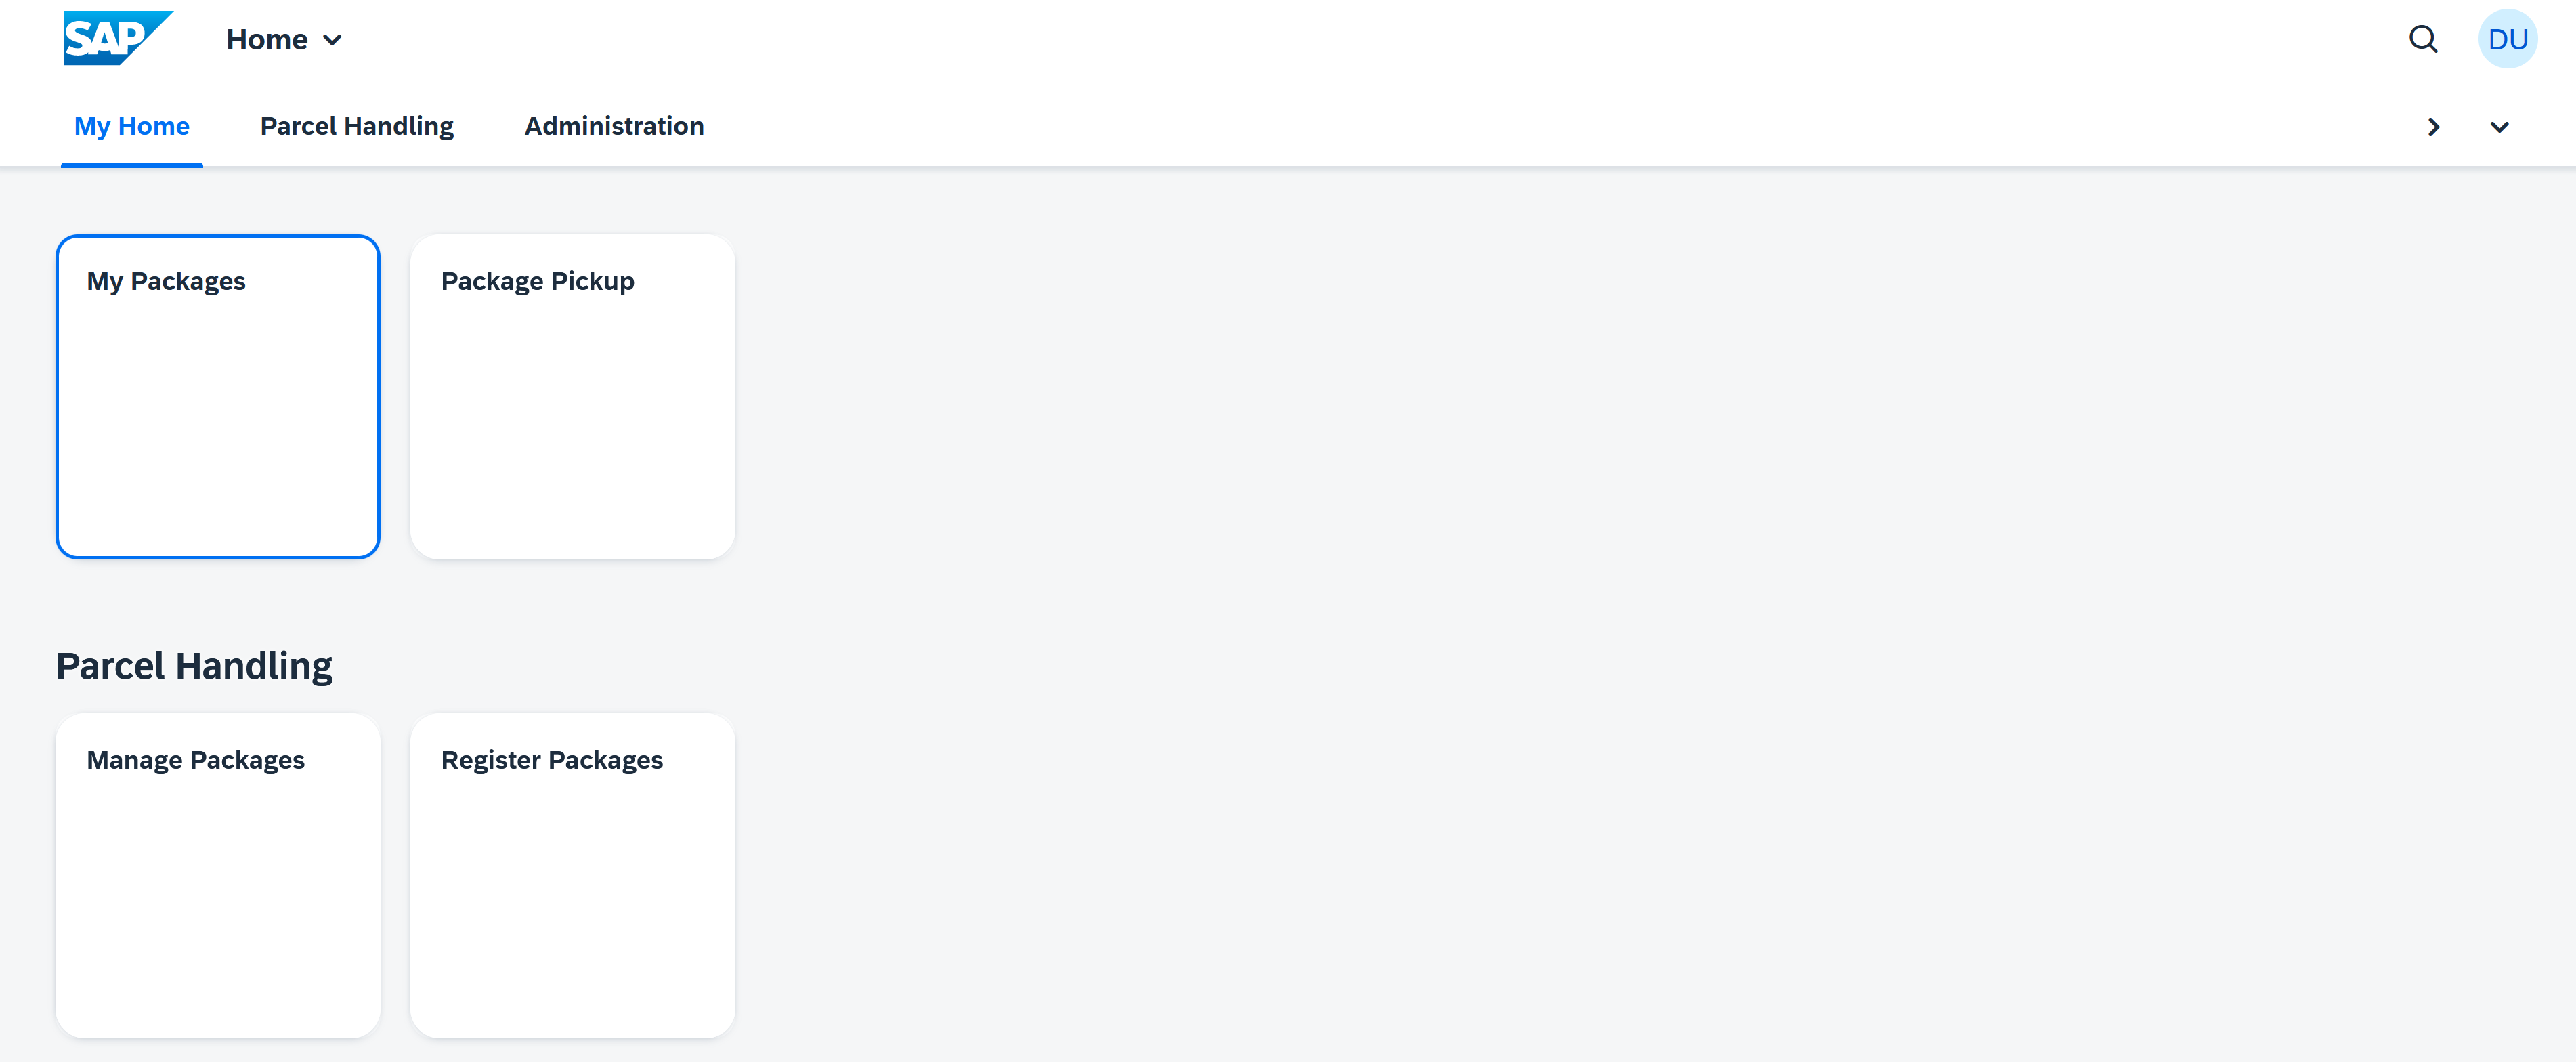 SAP
Home
DU
My Home
Parcel Handling
Administration
My Packages
Package Pickup
Parcel Handling
Manage Packages
Register Packages